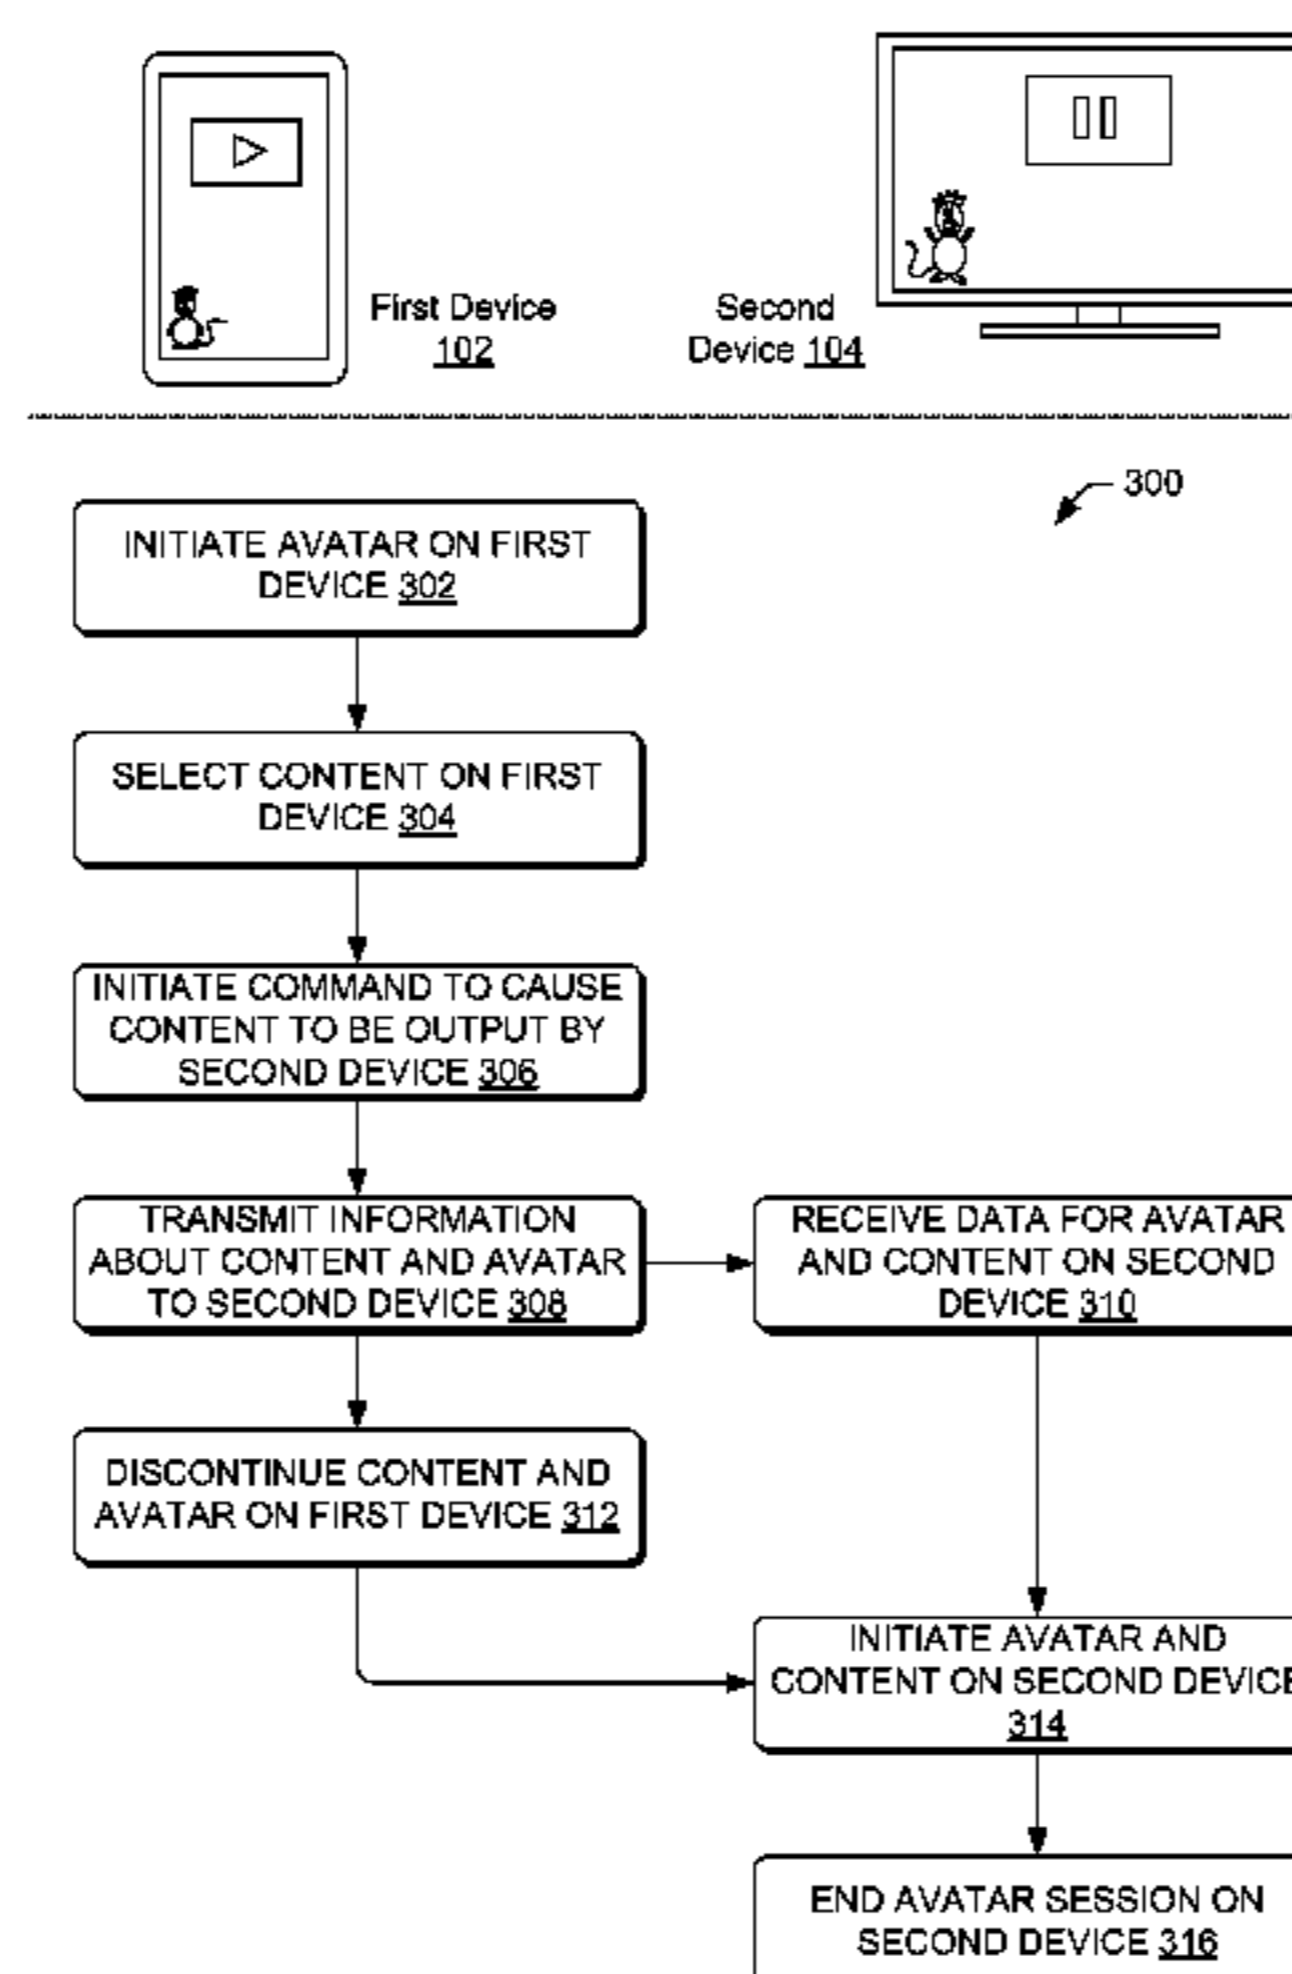 First Device
102
Second
Device 104
300
INITIATE AVATAR ON FIRST
DEVICE 302
SELECT CONTENT ON FIRST
DEVICE 304
INITIATE COMMAND TO CAUSE
CONTENT TO BE OUTPUT BY
SECOND DEVICE 306
TRANSMIT INFORMATION
ABOUT CONTENT AND AVATAR
TO SECOND DEVICE 308
RECEIVE DATA FOR AVATAR
AND CONTENT ON SECOND
DEVICE 310
DISCONTINUE CONTENT AND
AVATAR ON FIRST DEVICE 312
INITIATE AVATAR AND
CONTENT ON SECOND DEVICE
314
END AVATAR SESSION ON
SECOND DEVICE 316